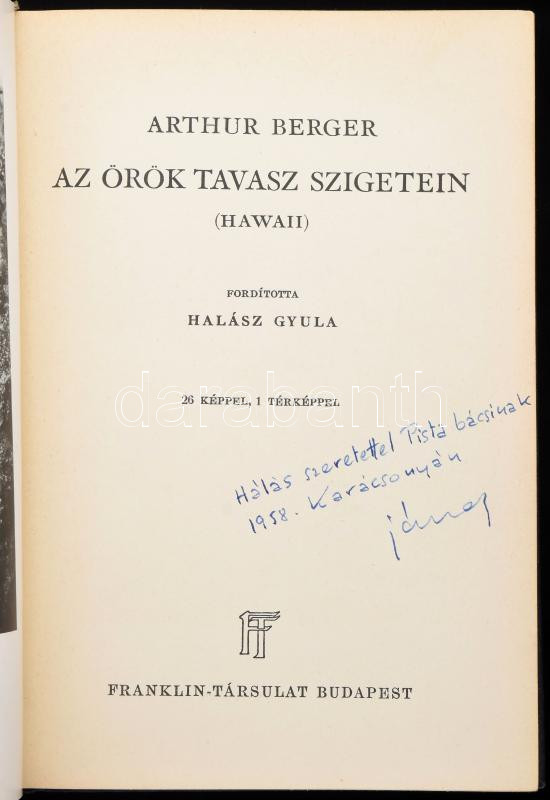 ARTHUR BERGER
AZ ÖRÖK TAVASZ SZIGETEIN
(HAWAII)
FORDÍTOTTA
HALÁSZ GYULA
darabanth
26 KÉPPEL, 1 TÉRKÉPPEL
Hálás szeretettel Pista bácsinak
1958. Karácsonyán
János
FT
FRANKLIN-TÁRSULAT BUDAPEST